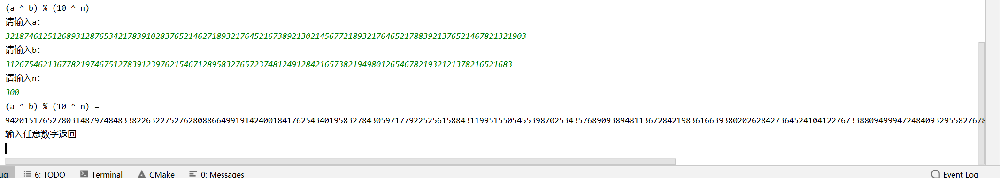 (a ^ b) % (10 ^ n)
请输入a:
321874612512689312876534217839102837652146271893217645216738921302145677218932176465217883921376521467821321903
请输入b:
312675462136778219746751278391239762154671289583276572374812491284216573821949801265467821932121378216521683
请输入n:
300
(a ^ b) % (10 ^ n) =
94201517652780314879748483382263227527628088664991914240018417625434019583278430597177922525615884311995155054553987025343576890938948113672842198361663938020262842736452410412276733880949994724840932955827678
输入任意数字返回
6: TODO Terminal CMake 0: Messages Event Log